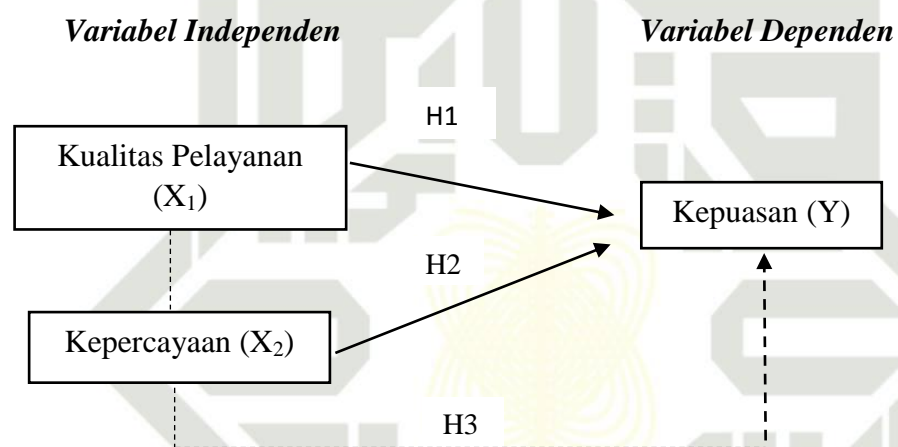 Variabel Independen
Variabel Dependen
H1
Kualitas Pelayanan
(X₁)
Kepuasan (Y)
H2
Kepercayaan (X₂)
H3